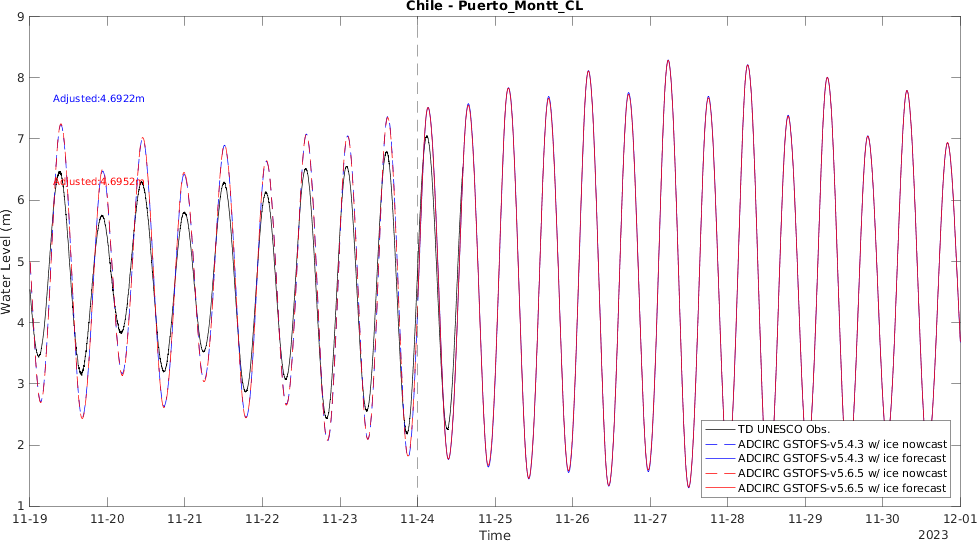 Chile - Puerto_Montt_CL
9
8
7
6
5
4
3
2
1
Water Level (m)
Adjusted:4.6922m
Adjusted:4.6952m
TD UNESCO Obs.
ADCIRC GSTOFS-v5.4.3 w/ ice nowcast
ADCIRC GSTOFS-v5.4.3 w/ ice forecast
ADCIRC GSTOFS-v5.6.5 w/ ice nowcast
ADCIRC GSTOFS-v5.6.5 w/ ice forecast
11-19 11-20 11-21 11-22 11-23 11-24 11-25 11-26 11-27 11-28 11-29 11-30 12-01
Time
2023